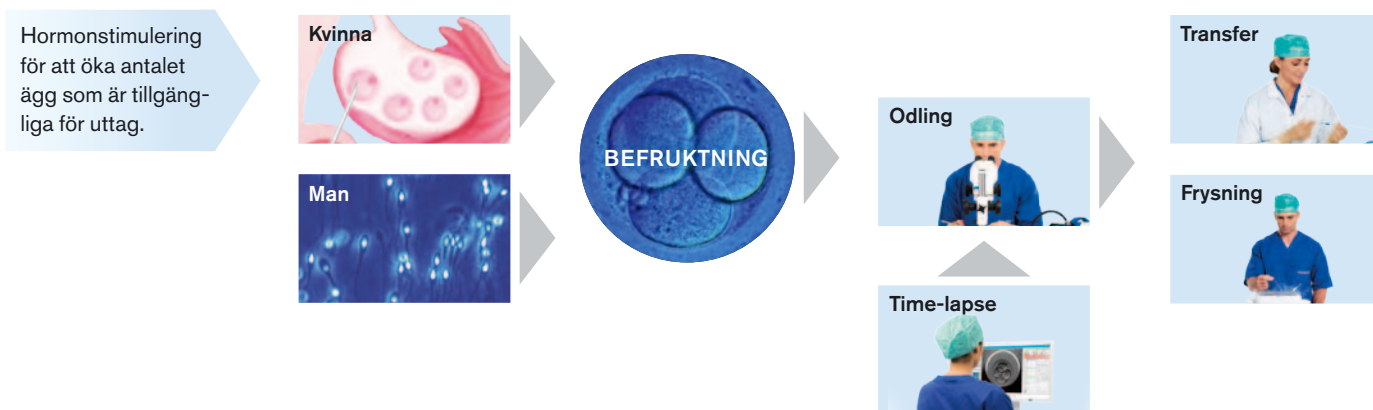 Hormonstimulering
för att öka antalet
ägg som är tillgäng-
liga för uttag.
Kvinna
Man
BEFRUKTNING
Odling
Time-lapse
Transfer
Frysning